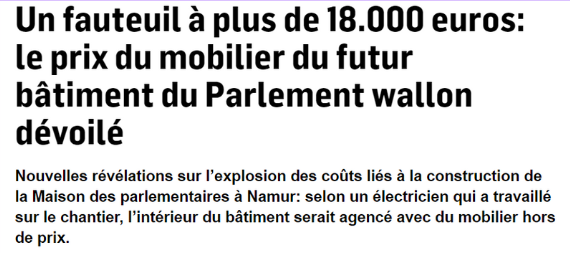 Un fauteuil à plus de 18.000 euros:
le prix du mobilier du futur
bâtiment du Parlement wallon
dévoilé
Nouvelles révélations sur l'explosion des coûts liés à la construction de
la Maison des parlementaires à Namur: selon un électricien qui a travaillé
sur le chantier, l'intérieur du bâtiment serait agencé avec du mobilier hors
de prix.